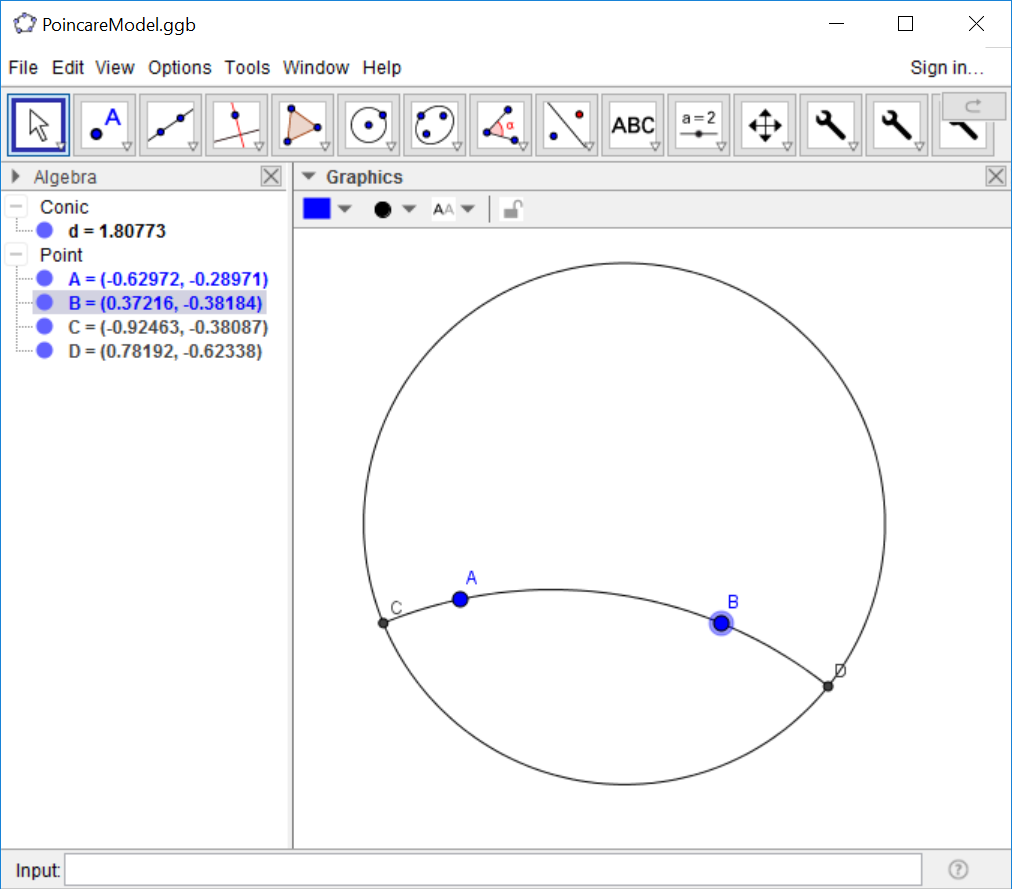 PoincareModel.ggb
File Edit View Options Tools Window Help Sign in...
A α ABC a=2
Algebra
Graphics
AA
Conic
d = 1.80773
Point
A = (-0.62972, -0.28971)
B = (0.37216, -0.38184)
C = (-0.92463, -0.38087)
D = (0.78192, -0.62338)
A
B
C
D
Input:
?